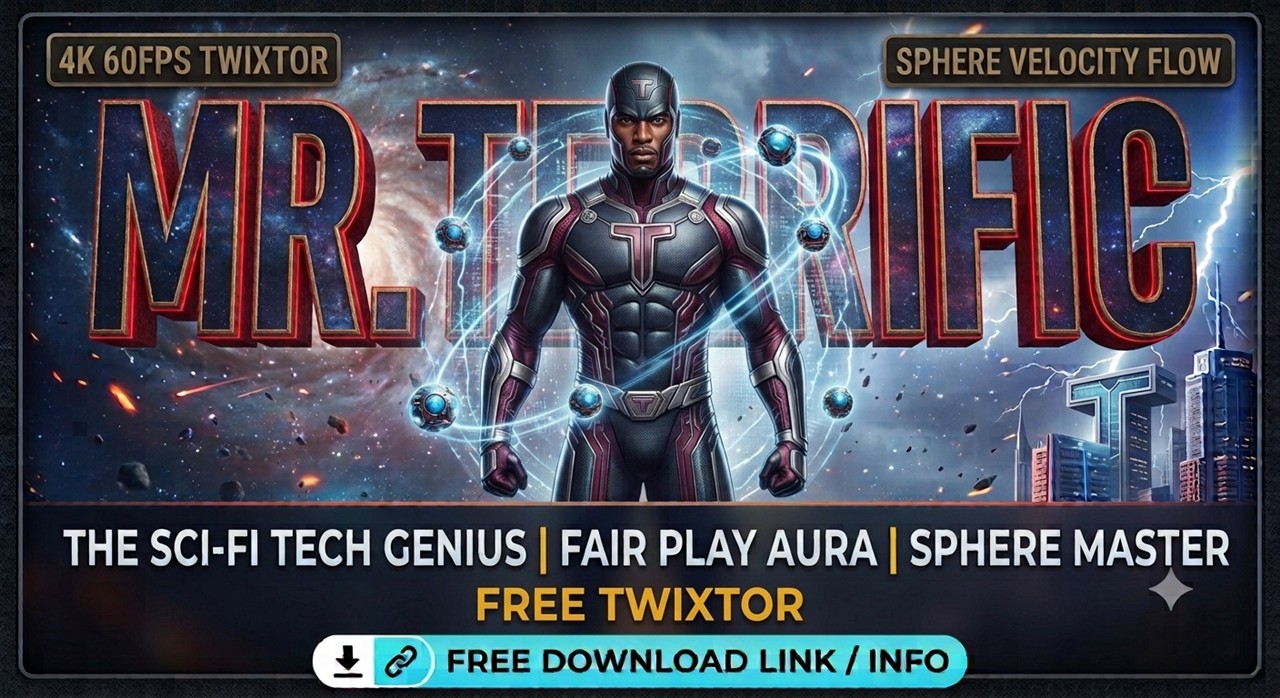 4K 60FPS TWIXTOR
SPHERE VELOCITY FLOW
MR. TERRIFIC
T
T
T
T
THE SCI-FI TECH GENIUS | FAIR PLAY AURA | SPHERE MASTER
FREE TWIXTOR
FREE DOWNLOAD LINK / INFO